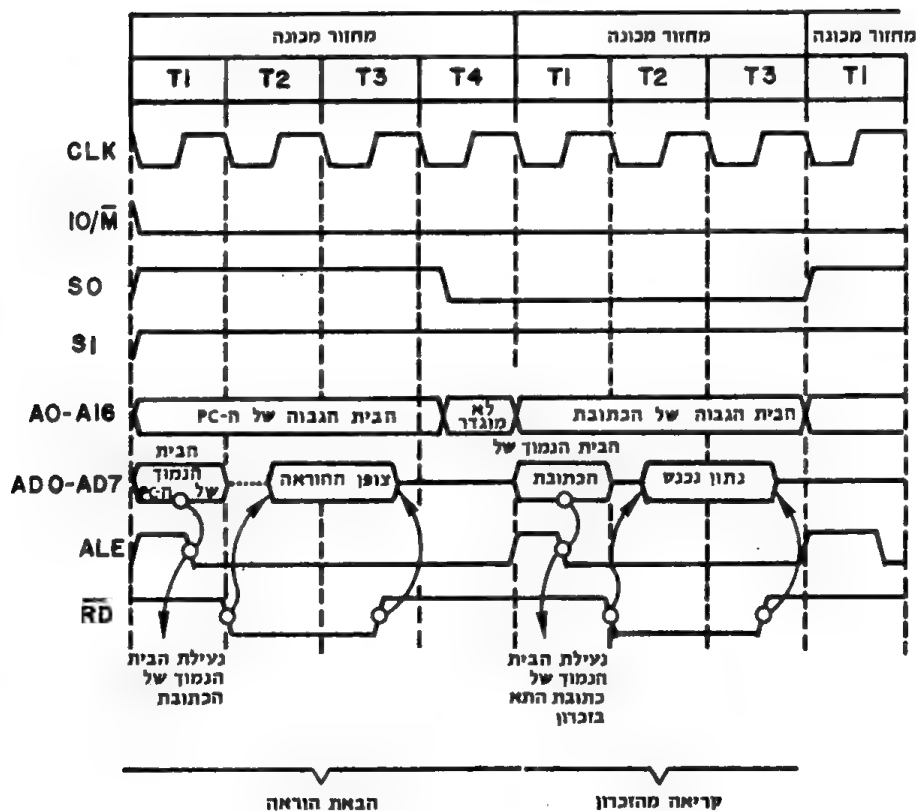 מחזור מכונה
מחזור מכונה
מחזור מכונה
T1 T2 T3 T4 T1 T2 T3 T1
CLK
IO/M̅
S0
S1
A0-A16
הבית הגבוה של ה-PC
לא
מוגדר
הבית הגבוה של הכתובת
AD0-AD7
הבית
הנמוך
של ה-PC
צופן ההוראה
הבית הנמוך של
הכתובת
נתון נכנס
ALE
R̅D̅
נעילת הבית
הנמוך של
הכתובת
נעילת הבית
הנמוך של
כתובת התא
בזכרון
הבאת הוראה
קריאה מהזכרון